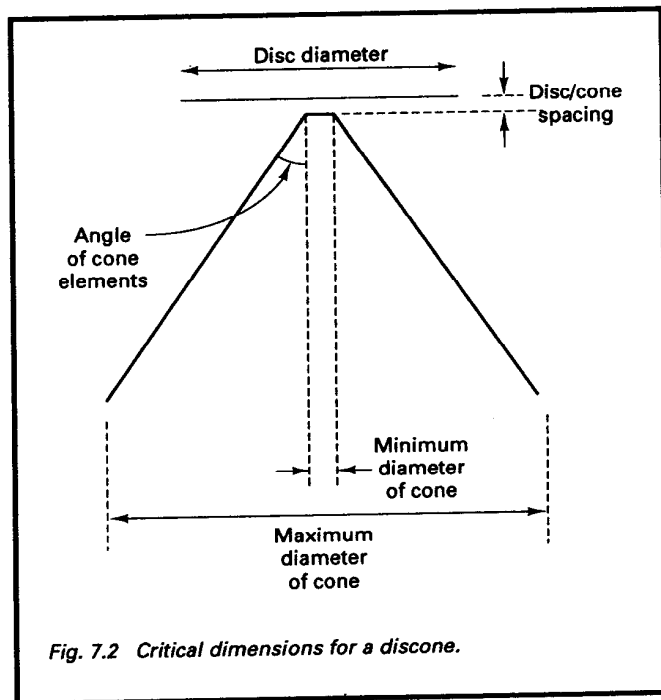 Disc diameter
Disc/cone
spacing
Angle
of cone
elements
Minimum
diameter
of cone
Maximum
diameter
of cone
Fig. 7.2 Critical dimensions for a discone.